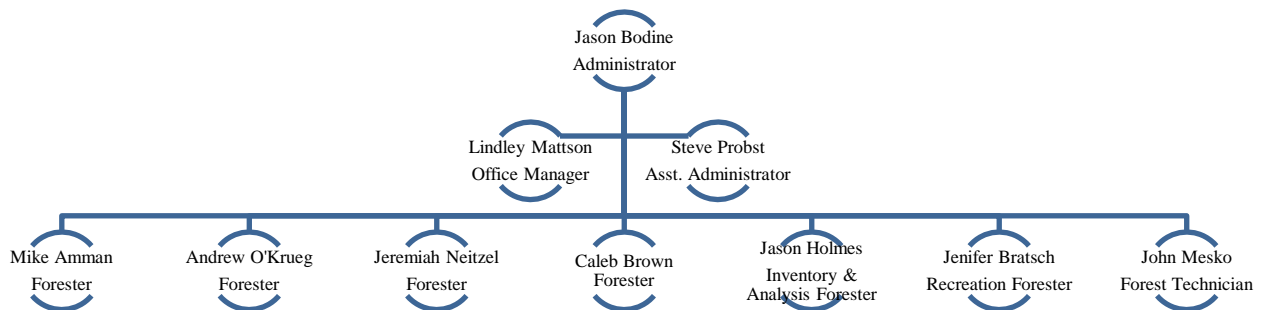 Jason Bodine
Administrator
Lindley Mattson
Office Manager
Steve Probst
Asst. Administrator
Mike Amman
Forester
Andrew O'Krueg
Forester
Jeremiah Neitzel
Forester
Caleb Brown
Forester
Jason Holmes
Inventory &
Analysis Forester
Jenifer Bratsch
Recreation Forester
John Mesko
Forest Technician